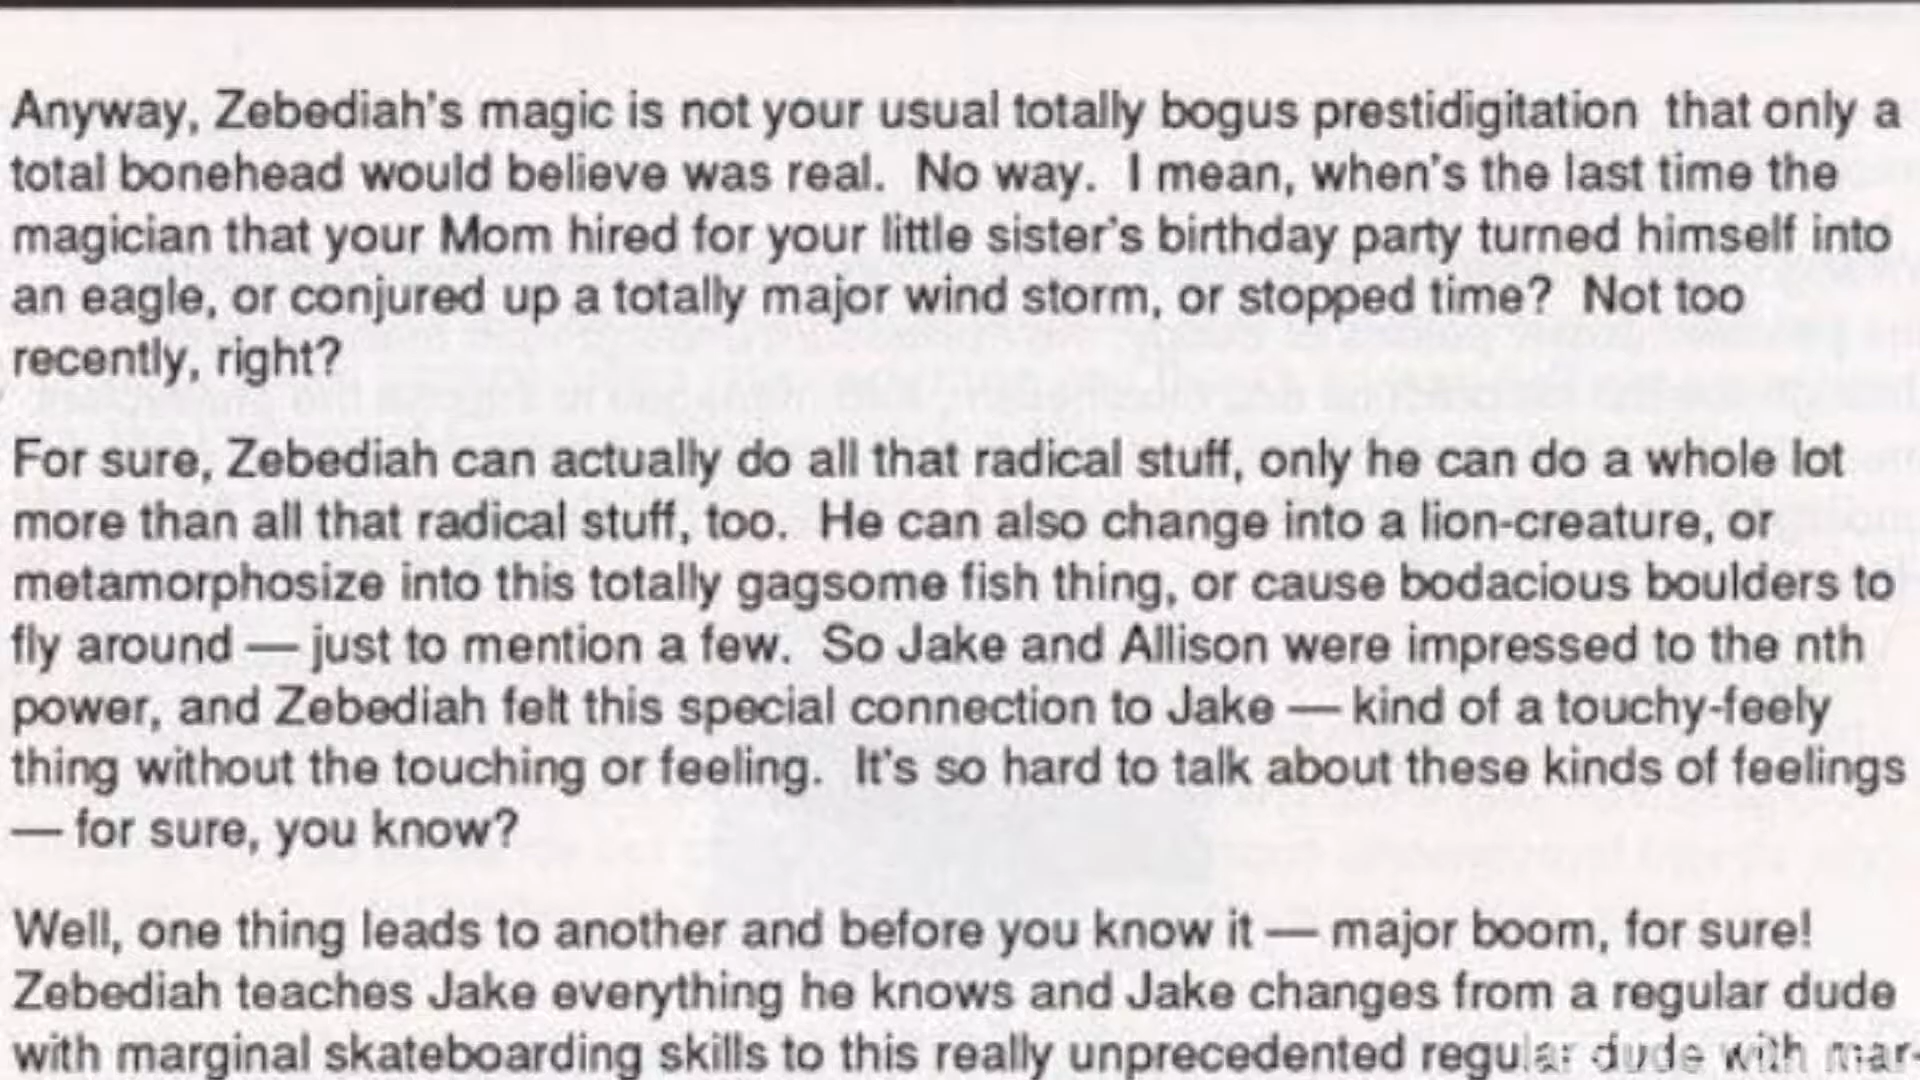 Anyway, Zebediah's magic is not your usual totally bogus prestidigitation that only a
total bonehead would believe was real. No way. I mean, when's the last time the
magician that your Mom hired for your little sister's birthday party turned himself into
an eagle, or conjured up a totally major wind storm, or stopped time? Not too
recently, right?
For sure, Zebediah can actually do all that radical stuff, only he can do a whole lot
more than all that radical stuff, too. He can also change into a lion-creature, or
metamorphosize into this totally gagsome fish thing, or cause bodacious boulders to
fly around — just to mention a few. So Jake and Allison were impressed to the nth
power, and Zebediah felt this special connection to Jake — kind of a touchy-feely
thing without the touching or feeling. It's so hard to talk about these kinds of feelings
— for sure, you know?
Well, one thing leads to another and before you know it — major boom, for sure!
Zebediah teaches Jake everything he knows and Jake changes from a regular dude
with marginal skateboarding skills to this really unprecedented regular dude with mar-